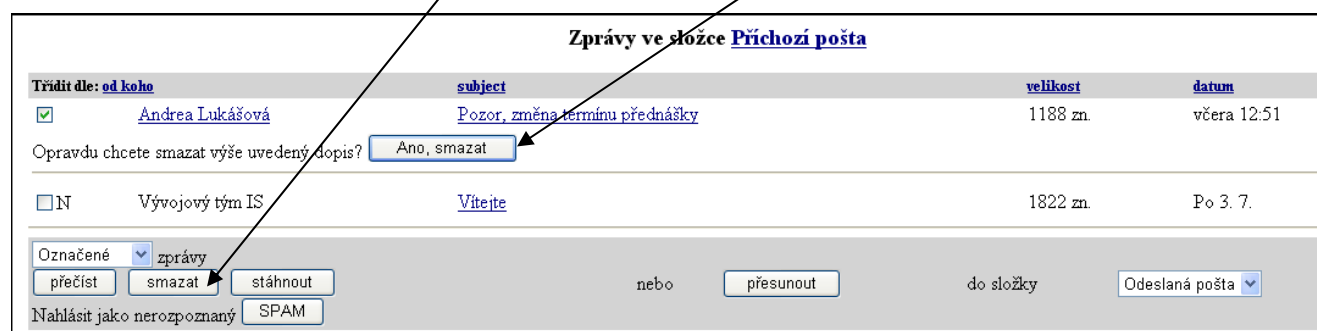 Zprávy ve složce Příchozí pošta
Třídit dle: od koho subject velikost datum
Andrea Lukášová Pozor, změna termínu přednášky 1188 zn. včera 12:51
Opravdu chcete smazat výše uvedený dopis? Ano, smazat
N Vývojový tým IS Vítejte 1822 zn. Po 3. 7.
Označené zprávy
přečíst smazat stáhnout nebo přesunout do složky Odeslaná pošta
Nahlásit jako nerozpoznaný SPAM